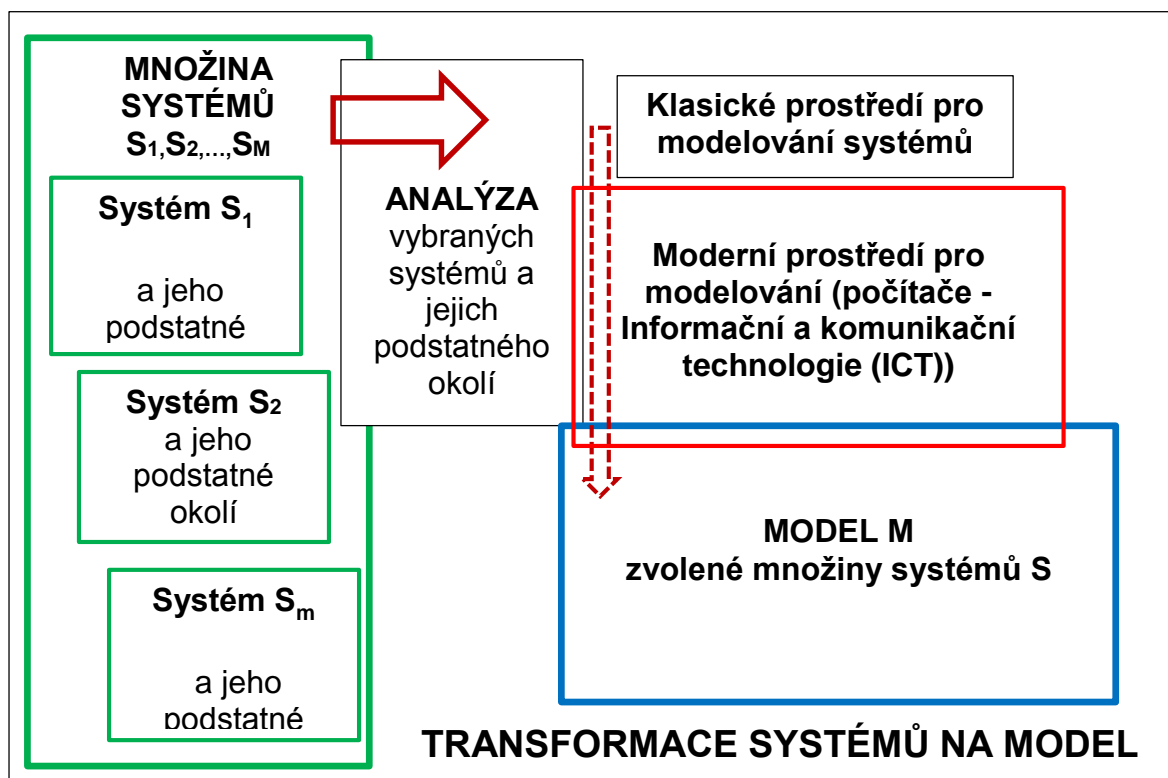 MNOŽINA
SYSTÉMŮ
S1,S2,...,SM
Systém S1
a jeho
podstatné
Systém S2
a jeho
podstatné
okolí
Systém Sm
a jeho
podstatné
ANALÝZA
vybraných
systémů a
jejich
podstatného
okolí
Klasické prostředí pro
modelování systémů
Moderní prostředí pro
modelování (počítače -
Informační a komunikační
technologie (ICT))
MODEL M
zvolené množiny systémů S
TRANSFORMACE SYSTÉMŮ NA MODEL